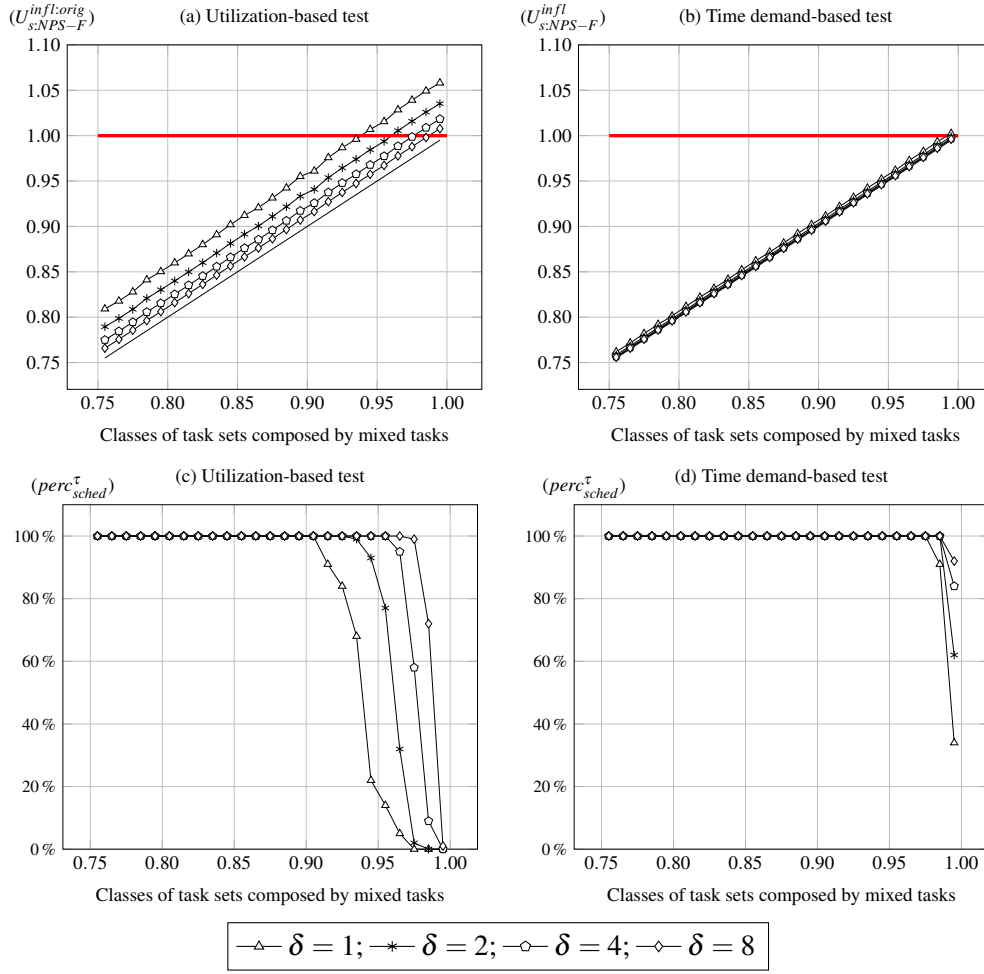 (U_{s:NPS−F}^{infl:orig}) (a) Utilization-based test
1.10
1.05
1.00
0.95
0.90
0.85
0.80
0.75
0.75 0.80 0.85 0.90 0.95 1.00
Classes of task sets composed by mixed tasks
(U_{s:NPS−F}^{infl}) (b) Time demand-based test
1.10
1.05
1.00
0.95
0.90
0.85
0.80
0.75
0.75 0.80 0.85 0.90 0.95 1.00
Classes of task sets composed by mixed tasks
(perc_{sched}^{τ}) (c) Utilization-based test
100 %
80 %
60 %
40 %
20 %
0 %
0.75 0.80 0.85 0.90 0.95 1.00
Classes of task sets composed by mixed tasks
(perc_{sched}^{τ}) (d) Time demand-based test
100 %
80 %
60 %
40 %
20 %
0 %
0.75 0.80 0.85 0.90 0.95 1.00
Classes of task sets composed by mixed tasks
δ = 1; δ = 2; δ = 4; δ = 8